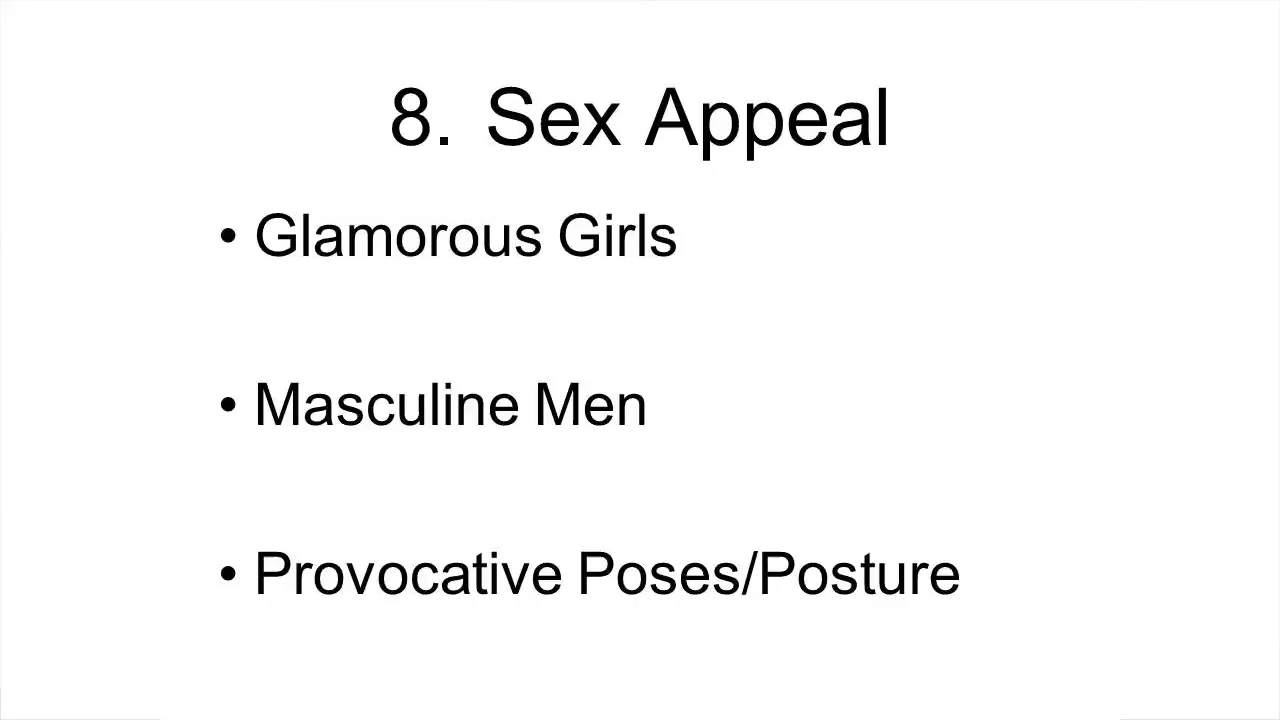 8. Sex Appeal
• Glamorous Girls
• Masculine Men
• Provocative Poses/Posture